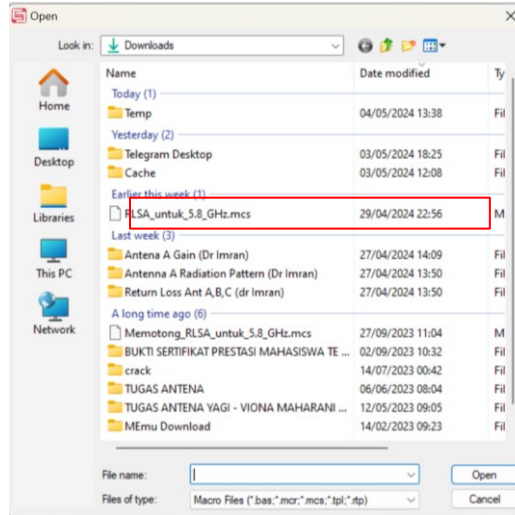 Open
Look in: Downloads
Name Date modified Ty
Today (1)
Temp 04/05/2024 13:38 Fil
Yesterday (2)
Telegram Desktop 03/05/2024 18:25 Fil
Cache 03/05/2024 12:08 Fil
Earlier this week (1)
RLSA_untuk_5.8_GHz.mcs 29/04/2024 22:56 M
Last week (3)
Antena A Gain (Dr Imran) 27/04/2024 14:09 Fil
Antenna A Radiation Pattern (Dr Imran) 27/04/2024 13:50 Fil
Return Loss Ant A,B,C (dr Imran) 27/04/2024 13:50 Fil
A long time ago (6)
Memotong_RLSA_untuk_5.8_GHz.mcs 27/09/2023 11:04 M
BUKTI SERTIFIKAT PRESTASI MAHASISWA TE ... 02/09/2023 10:32 Fil
crack 14/07/2023 00:42 Fil
TUGAS ANTENA 06/06/2023 08:04 Fil
TUGAS ANTENA YAGI - VIONA MAHARANI ... 12/05/2023 09:05 Fil
MEmu Download 14/02/2023 09:23 Fil
Home
Desktop
Libraries
This PC
Network
File name: Open
Files of type: Macro Files (*.bas;*.mcr;*.mcs;*.tpl;*.rtp) Cancel